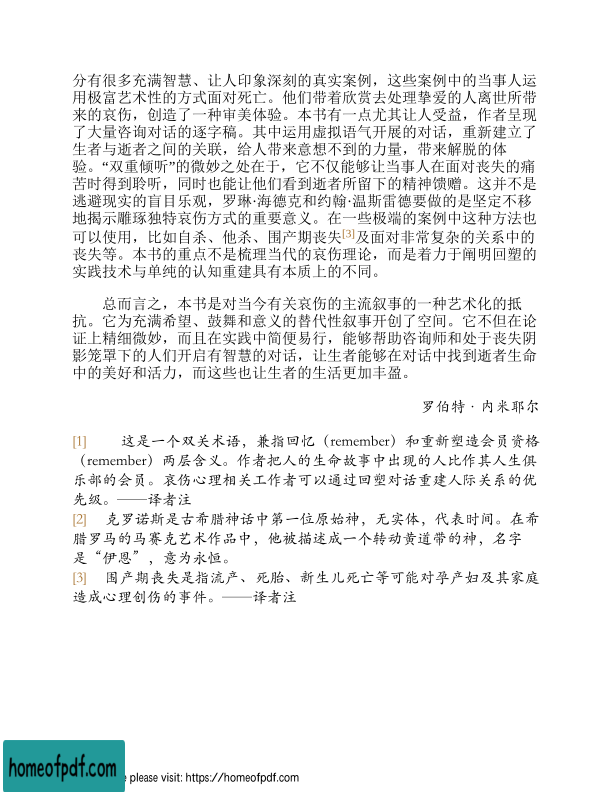 分有很多充满智慧、让人印象深刻的真实案例，这些案例中的当事人运
用极富艺术性的方式面对死亡。他们带着欣赏去处理挚爱的人离世所带
来的哀伤，创造了一种审美体验。本书有一点尤其让人受益，作者呈现
了大量咨询对话的逐字稿。其中运用虚拟语气开展的对话，重新建立了
生者与逝者之间的关联，给人带来意想不到的力量，带来解脱的体
验。“双重倾听”的微妙之处在于，它不仅能够让当事人在面对丧失的痛
苦时得到聆听，同时也能让他们看到逝者所留下的精神馈赠。这并不是
逃避现实的盲目乐观，罗琳·海德克和约翰·温斯雷德要做的是坚定不移
地揭示雕琢独特哀伤方式的重要意义。在一些极端的案例中这种方法也
可以使用，比如自杀、他杀、围产期丧失[3]及面对非常复杂的关系中的
丧失等。本书的重点不是梳理当代的哀伤理论，而是着力于阐明回塑的
实践技术与单纯的认知重建具有本质上的不同。
总而言之，本书是对当今有关哀伤的主流叙事的一种艺术化的抵
抗。它为充满希望、鼓舞和意义的替代性叙事开创了空间。它不但在论
证上精细微妙，而且在实践中简便易行，能够帮助咨询师和处于丧失阴
影笼罩下的人们开启有智慧的对话，让生者能够在对话中找到逝者生命
中的美好和活力，而这些也让生者的生活更加丰盈。
罗伯特·内米耶尔
[1] 这是一个双关术语，兼指回忆（remember）和重新塑造会员资格
（remember）两层含义。作者把人的生命故事中出现的人比作其人生俱
乐部的会员。哀伤心理相关工作者可以通过回塑对话重建人际关系的优
先级。——译者注
[2] 克罗诺斯是古希腊神话中第一位原始神，无实体，代表时间。在希
腊罗马的马赛克艺术作品中，他被描述成一个转动黄道带的神，名字
是“伊恩”，意为永恒。
[3] 围产期丧失是指流产、死胎、新生儿死亡等可能对孕产妇及其家庭
造成心理创伤的事件。——译者注
homeofpdf.com
e please visit: https://homeofpdf.com